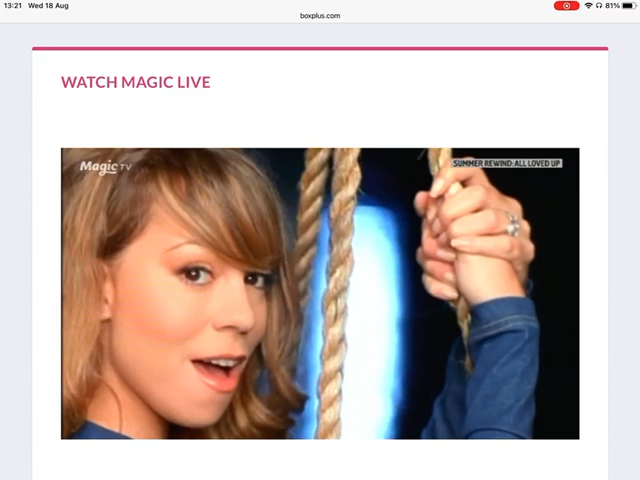 13:21 Wed 18 Aug
81%
boxplus.com
WATCH MAGIC LIVE
Magic TV
SUMMER REWIND: ALL LOVED UP